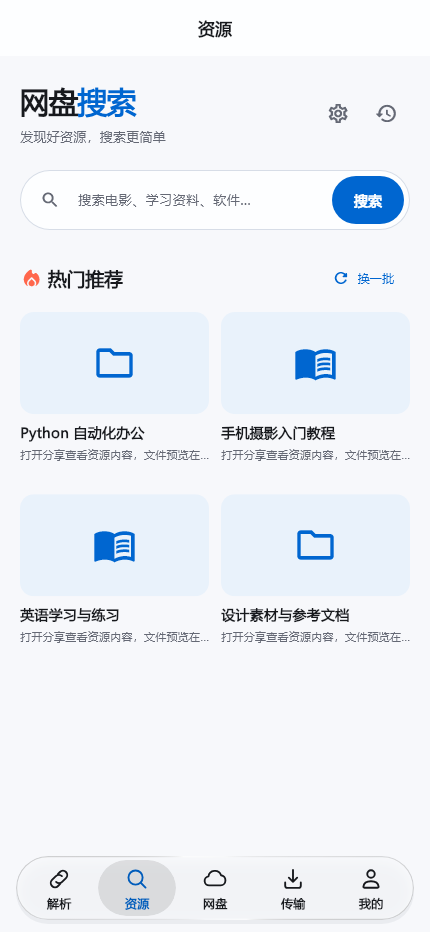 资源
网盘搜索
发现好资源，搜索更简单
搜索电影、学习资料、软件...
搜索
热门推荐
换一批
Python 自动化办公
手机摄影入门教程
打开分享查看资源内容，文件预览在...
打开分享查看资源内容，文件预览在...
英语学习与练习
设计素材与参考文档
打开分享查看资源内容，文件预览在...
打开分享查看资源内容，文件预览在...
解析
资源
网盘
传输
我的